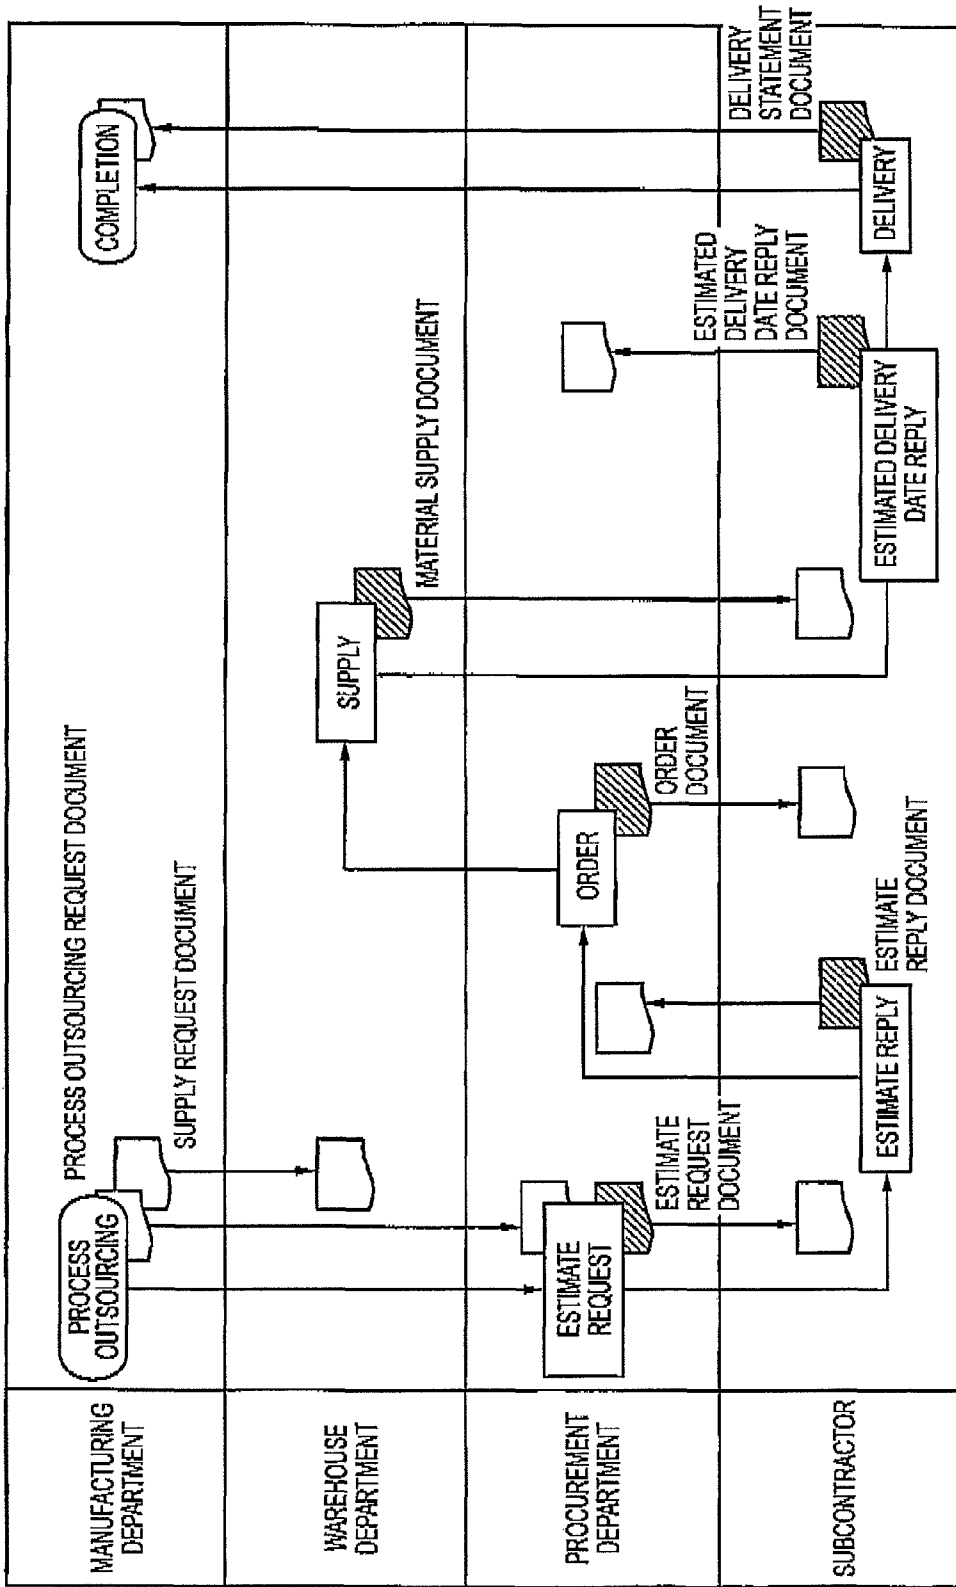 MANUFACTURING
DEPARTMENT
PROCESS
OUTSOURCING
PROCESS OUTSOURCING REQUEST DOCUMENT
SUPPLY REQUEST DOCUMENT
COMPLETION
WAREHOUSE
DEPARTMENT
SUPPLY
MATERIAL SUPPLY DOCUMENT
PROCUREMENT
DEPARTMENT
ESTIMATE
REQUEST
ESTIMATE
REQUEST
DOCUMENT
ORDER
ORDER
DOCUMENT
ESTIMATED
DELIVERY
DATE REPLY
DOCUMENT
DELIVERY
STATEMENT
DOCUMENT
SUBCONTRACTOR
ESTIMATE REPLY
ESTIMATE
REPLY DOCUMENT
ESTIMATED DELIVERY
DATE REPLY
DELIVERY